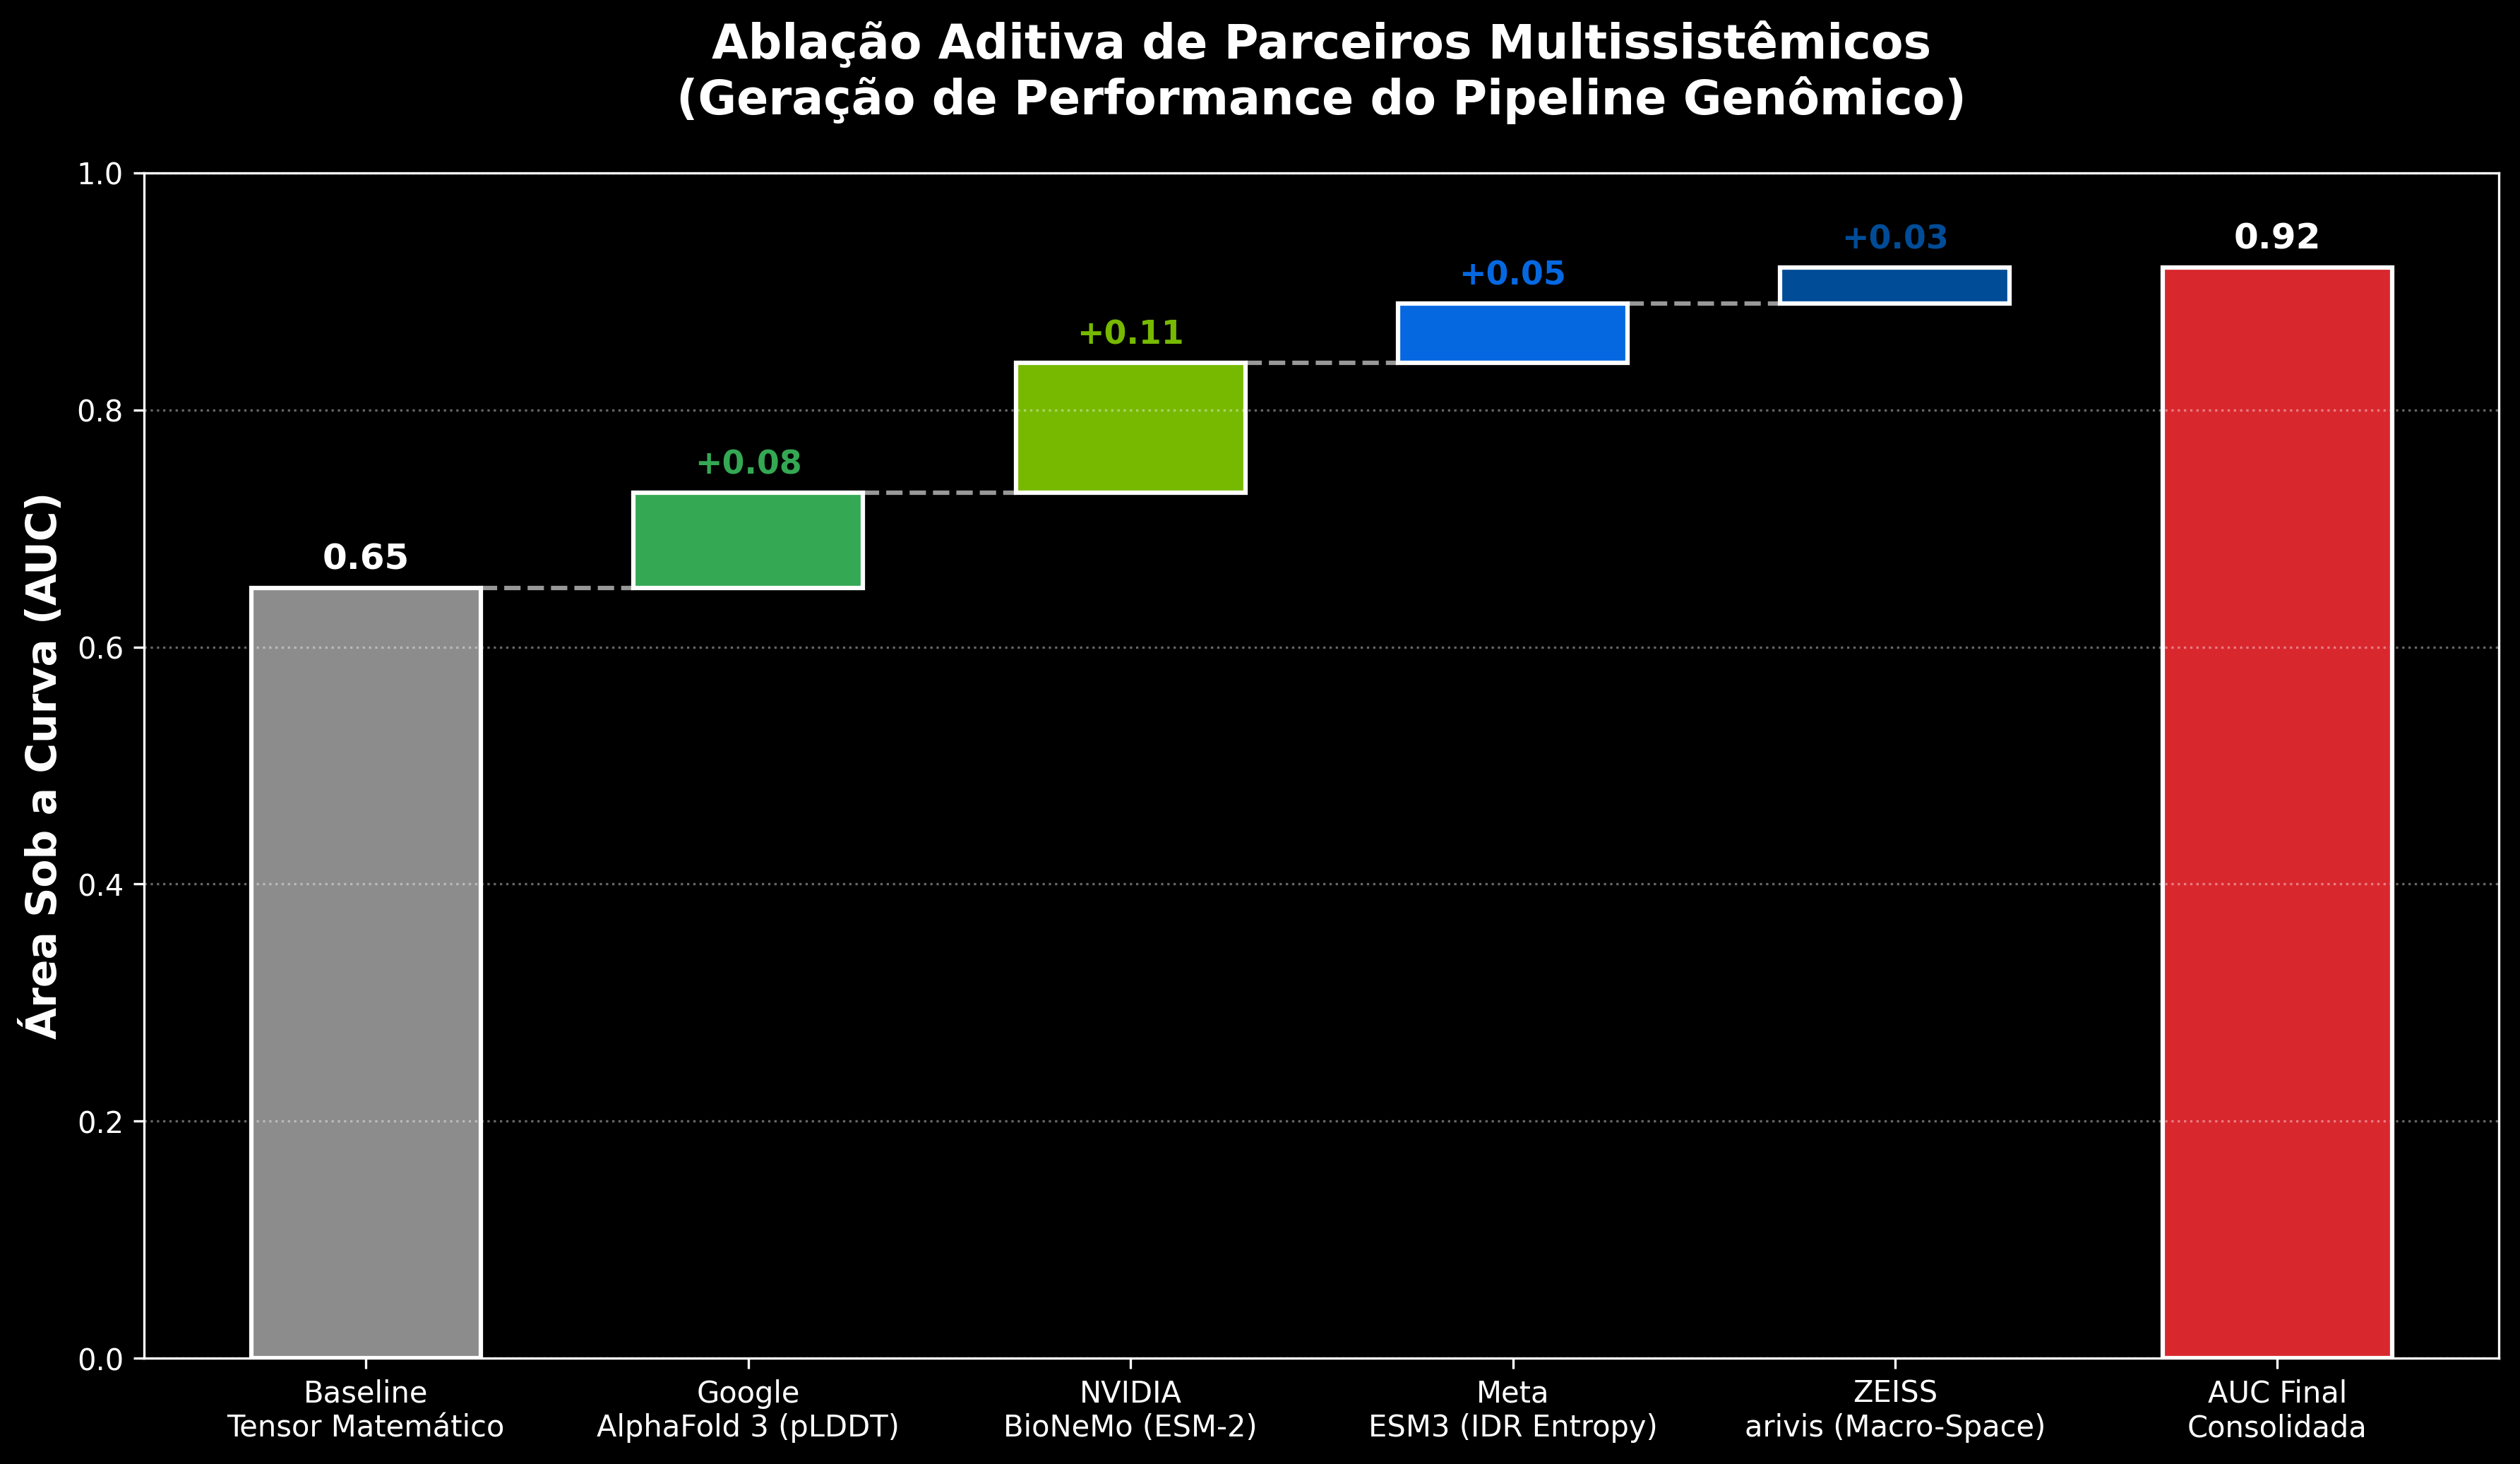 Ablação Aditiva de Parceiros Multissistêmicos
(Geração de Performance do Pipeline Genômico)
Área Sob a Curva (AUC)
1.0
0.8
0.6
0.4
0.2
0.0
0.65
+0.08
+0.11
+0.05
+0.03
0.92
Baseline
Tensor Matemático
Google
AlphaFold 3 (pLDDT)
NVIDIA
BioNeMo (ESM-2)
Meta
ESM3 (IDR Entropy)
ZEISS
arivis (Macro-Space)
AUC Final
Consolidada